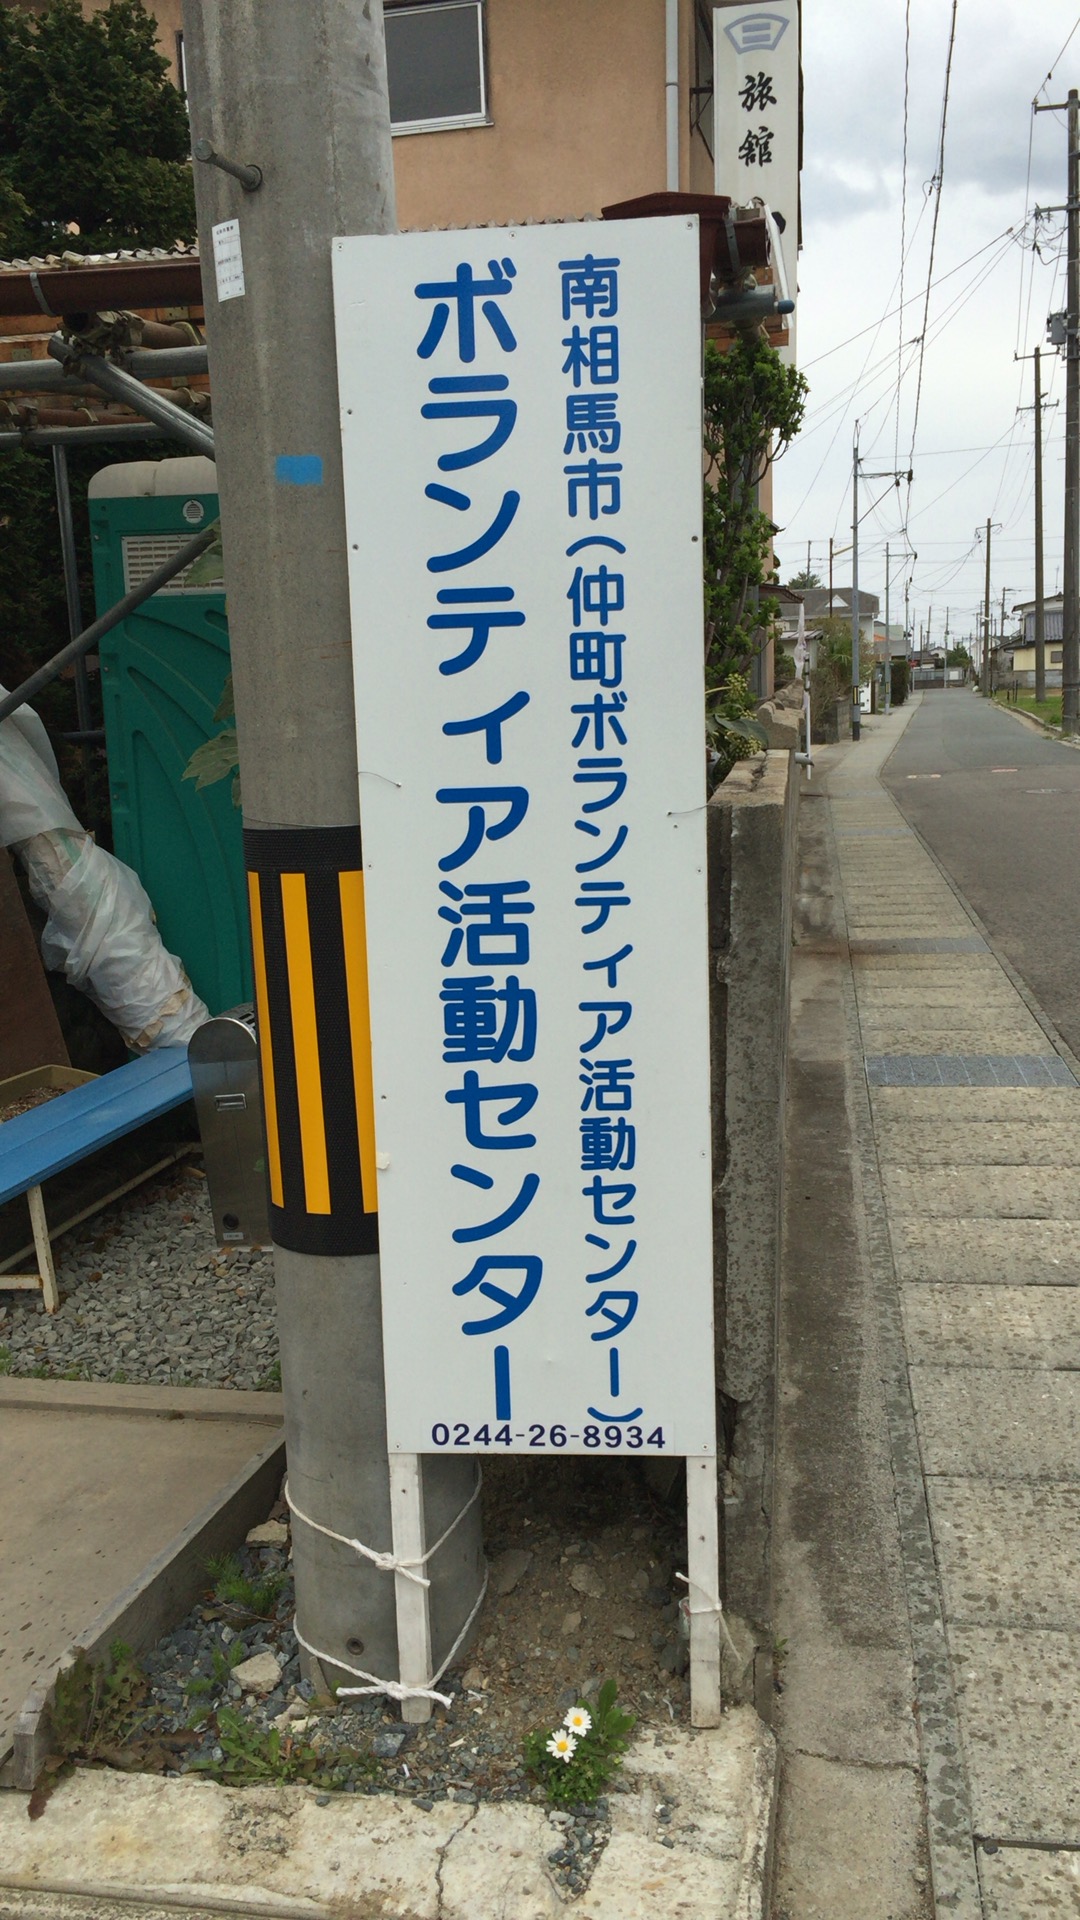 南相馬市(仲町ボランティア活動センター)
ボランティア活動センター
0244-26-8934
三
旅館